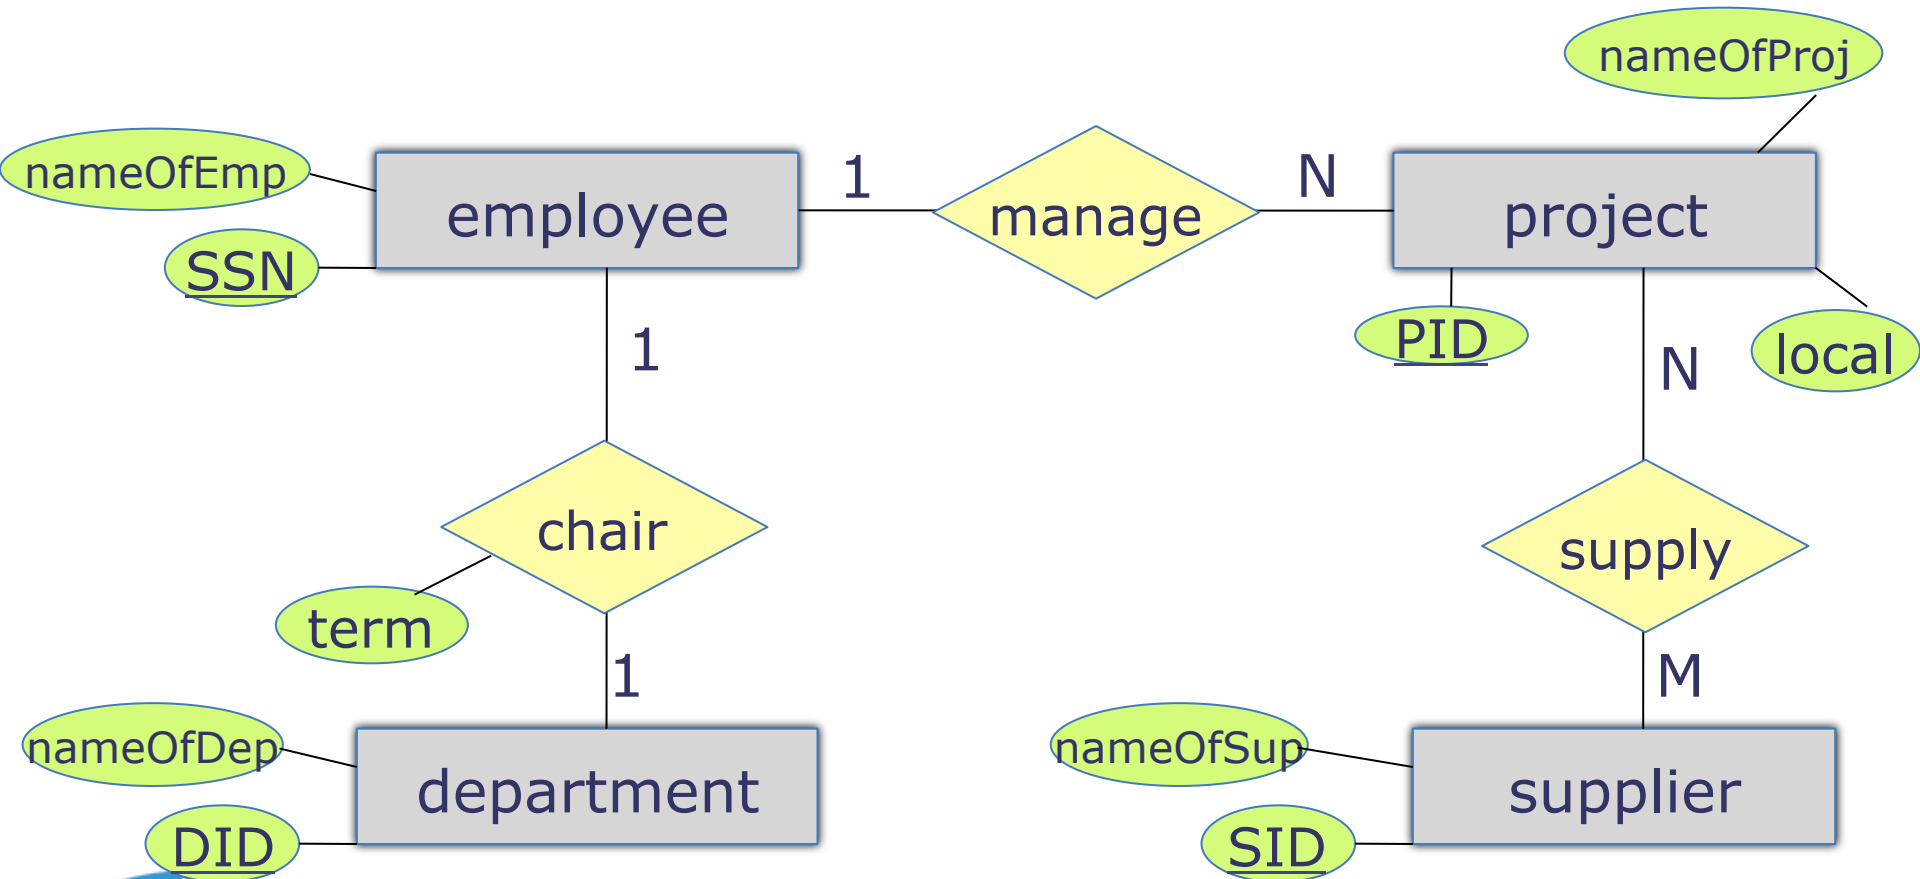 nameOfProj
nameOfEmp
employee
1
manage
N
project
SSN
PID
local
1
N
chair
supply
term
1
M
nameOfDep
department
nameOfSup
supplier
DID
SID